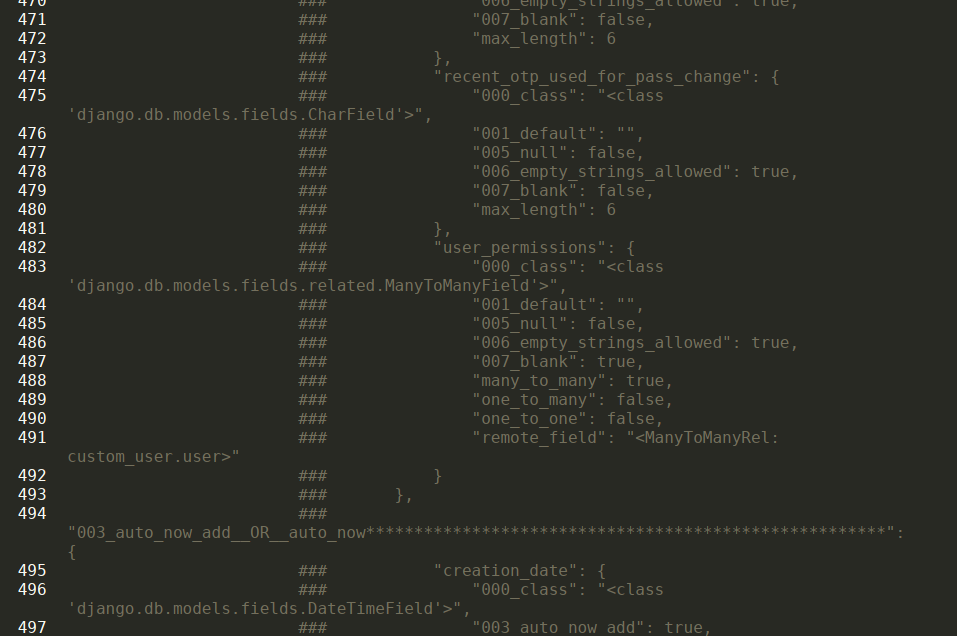 470 ### "006_empty_strings_allowed": true,
471 ### "007_blank": false,
472 ### "max_length": 6
473 ### },
474 ### "recent_otp_used_for_pass_change": {
475 ### "000_class": "<class
'django.db.models.fields.CharField'>",
476 ### "001_default": "",
477 ### "005_null": false,
478 ### "006_empty_strings_allowed": true,
479 ### "007_blank": false,
480 ### "max_length": 6
481 ### },
482 ### "user_permissions": {
483 ### "000_class": "<class
'django.db.models.fields.related.ManyToManyField'>",
484 ### "001_default": "",
485 ### "005_null": false,
486 ### "006_empty_strings_allowed": true,
487 ### "007_blank": true,
488 ### "many_to_many": true,
489 ### "one_to_many": false,
490 ### "one_to_one": false,
491 ### "remote_field": "<ManyToManyRel:
custom_user.user>"
492 ### }
493 ### },
494 ###
"003_auto_now_add__OR__auto_now******************************************************":
{
495 ### "creation_date": {
496 ### "000_class": "<class
'django.db.models.fields.DateTimeField'>",
497 ### "003_auto_now_add": true,